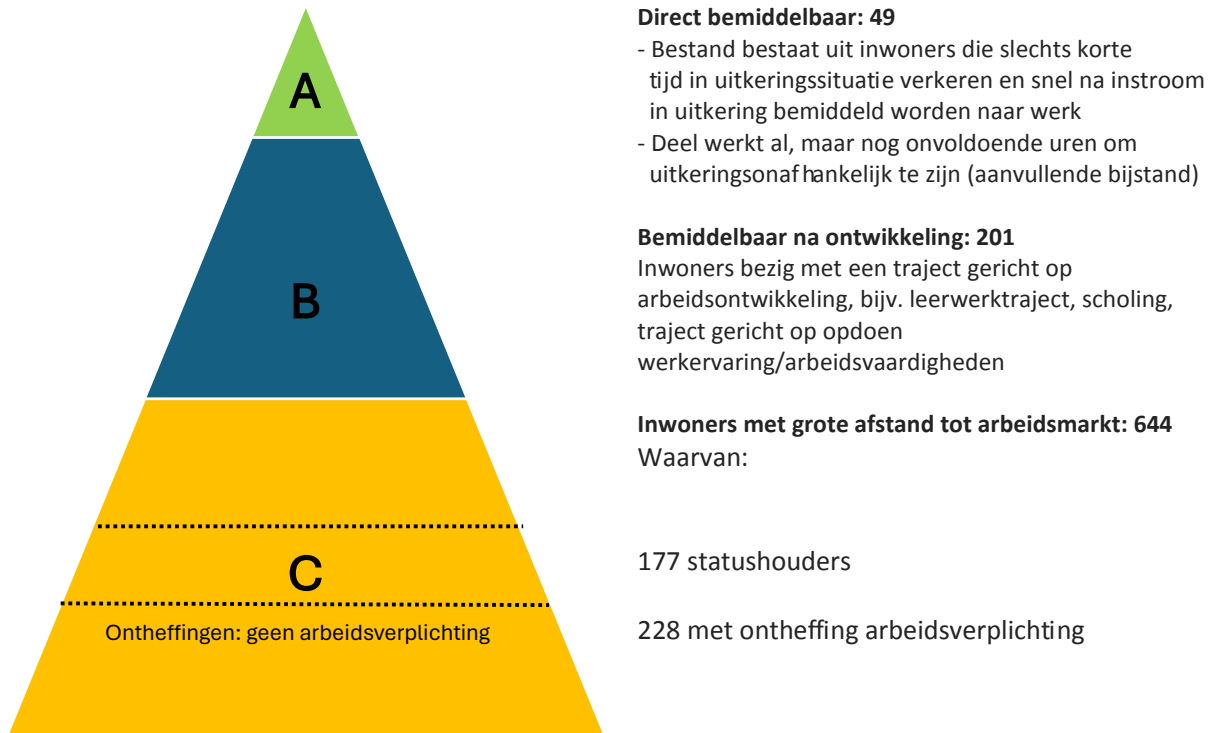 A
B
C
Ontheffingen: geen arbeidsverplichting
Direct bemiddelbaar: 49
- Bestand bestaat uit inwoners die slechts korte
tijd in uitkeringssituatie verkeren en snel na instroom
in uitkering bemiddeld worden naar werk
- Deel werkt al, maar nog onvoldoende uren om
uitkeringsonafhankelijk te zijn (aanvullende bijstand)
Bemiddelbaar na ontwikkeling: 201
Inwoners bezig met een traject gericht op
arbeidsontwikkeling, bijv. leerwerktraject, scholing,
traject gericht op opdoen
werkervaring/arbeidsvaardigheden
Inwoners met grote afstand tot arbeidsmarkt: 644
Waarvan:
177 statushouders
228 met ontheffing arbeidsverplichting